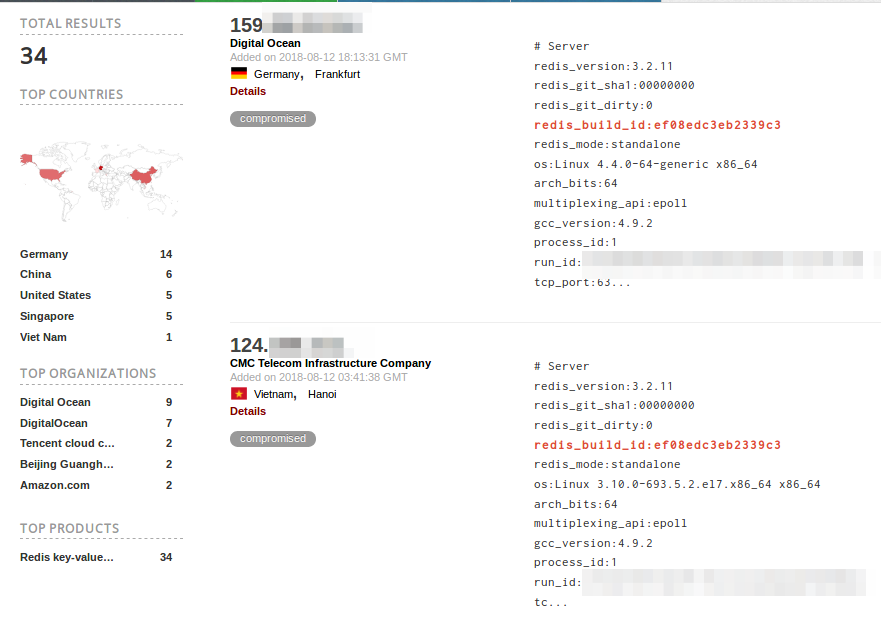 TOTAL RESULTS
34
TOP COUNTRIES
Germany 14
China 6
United States 5
Singapore 5
Viet Nam 1
TOP ORGANIZATIONS
Digital Ocean 9
DigitalOcean 7
Tencent cloud c... 2
Beijing Guangh... 2
Amazon.com 2
TOP PRODUCTS
Redis key-value... 34
159
Digital Ocean
Added on 2018-08-12 18:13:31 GMT
Germany, Frankfurt
Details
compromised
# Server
redis_version:3.2.11
redis_git_sha1:00000000
redis_git_dirty:0
redis_build_id:ef08edc3eb2339c3
redis_mode:standalone
os:Linux 4.4.0-64-generic x86_64
arch_bits:64
multiplexing_api:epoll
gcc_version:4.9.2
process_id:1
run_id:
tcp_port:63...
124.
CMC Telecom Infrastructure Company
Added on 2018-08-12 03:41:38 GMT
Vietnam, Hanoi
Details
compromised
# Server
redis_version:3.2.11
redis_git_sha1:00000000
redis_git_dirty:0
redis_build_id:ef08edc3eb2339c3
redis_mode:standalone
os:Linux 3.10.0-693.5.2.el7.x86_64 x86_64
arch_bits:64
multiplexing_api:epoll
gcc_version:4.9.2
process_id:1
run_id:
tc...